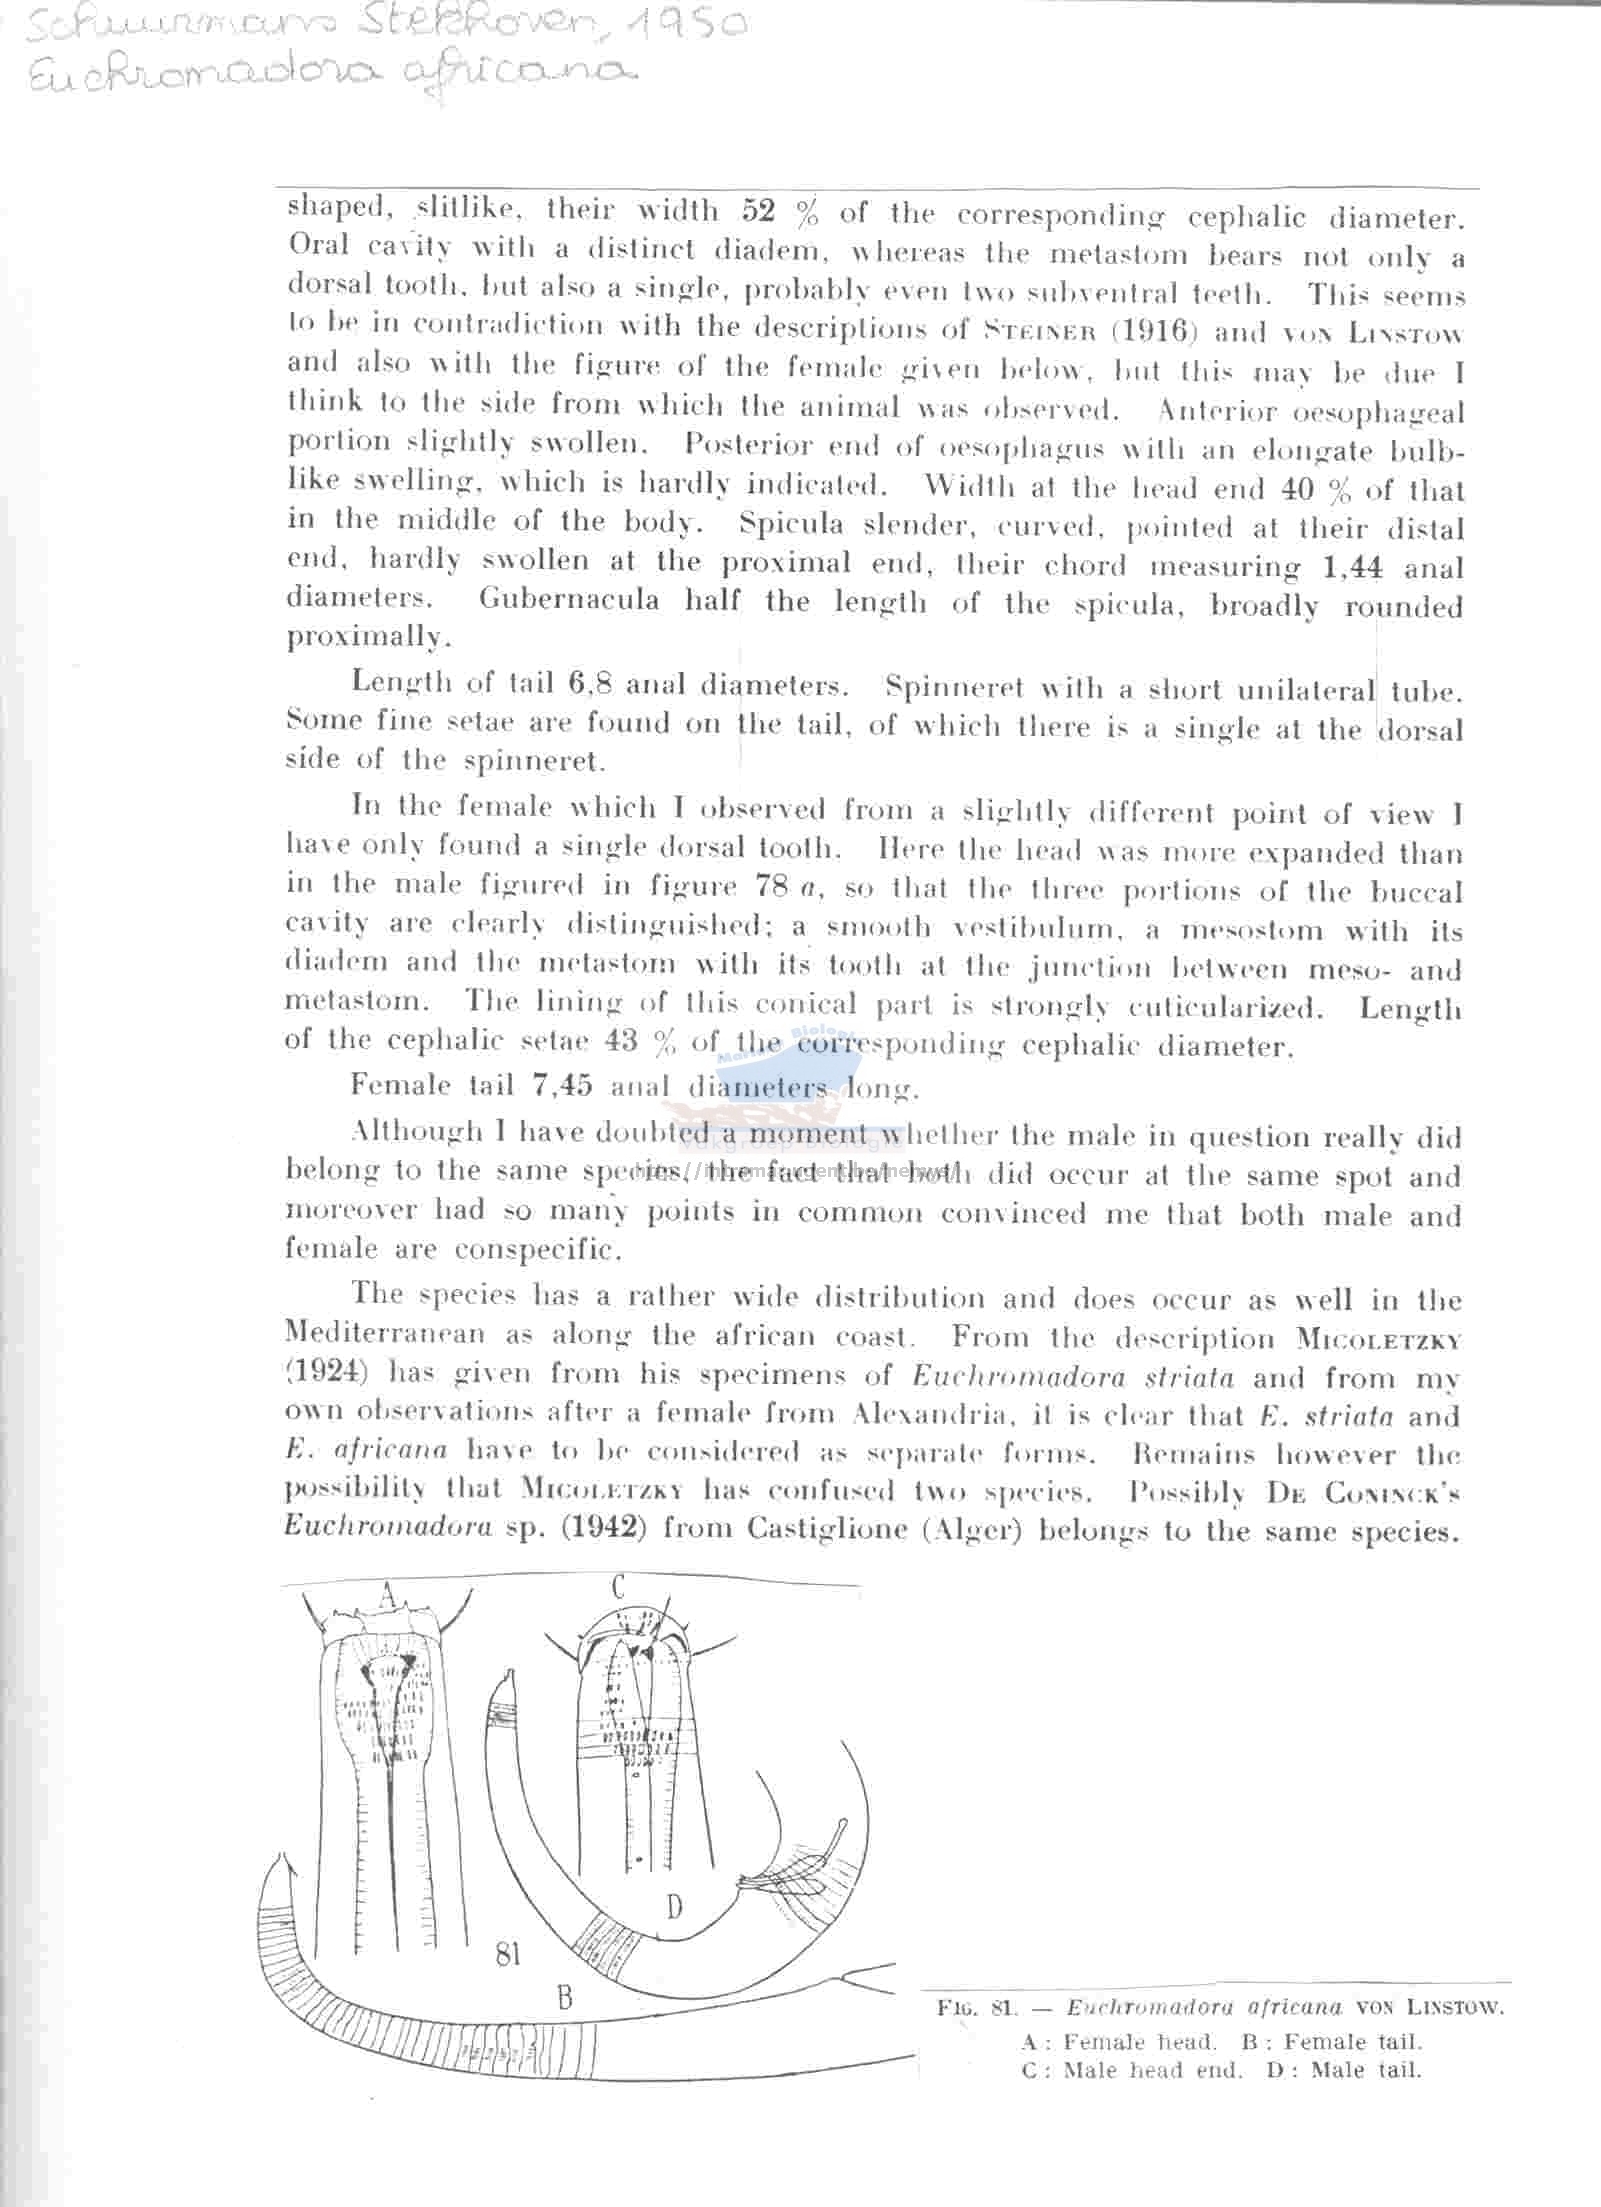 Schuurmans Stekhoven, 1950
Euchromadora africana
shaped, slitlike, their width 52 % of the corresponding cephalic diameter.
Oral cavity with a distinct diadem, whereas the metastom bears not only a
dorsal tooth, but also a single, probably even two subventral teeth. This seems
to be in contradiction with the descriptions of STEINER (1916) and VON LINSTOW
and also with the figure of the female given below, but this may be due I
think to the side from which the animal was observed. Anterior oesophageal
portion slightly swollen. Posterior end of oesophagus with an elongate bulb-
like swelling, which is hardly indicated. Width at the head end 40 % of that
in the middle of the body. Spicula slender, curved, pointed at their distal
end, hardly swollen at the proximal end, their chord measuring 1,44 anal
diameters. Gubernacula half the length of the spicula, broadly rounded
proximally.
Length of tail 6,8 anal diameters. Spinneret with a short unilateral tube.
Some fine setae are found on the tail, of which there is a single at the dorsal
side of the spinneret.
In the female which I observed from a slightly different point of view I
have only found a single dorsal tooth. Here the head was more expanded than
in the male figured in figure 78 a, so that the three portions of the buccal
cavity are clearly distinguished; a smooth vestibulum, a mesostom with its
diadem and the metastom with its tooth at the junction between meso- and
metastom. The lining of this conical part is strongly cuticularized. Length
of the cephalic setae 43 % of the corresponding cephalic diameter.
Female tail 7,45 anal diameters long.
Although I have doubted a moment whether the male in question really did
belong to the same species, the fact that both did occur at the same spot and
moreover had so many points in common convinced me that both male and
female are conspecific.
The species has a rather wide distribution and does occur as well in the
Mediterranean as along the african coast. From the description MICOLETZKY
(1924) has given from his specimens of Euchromadora striata and from my
own observations after a female from Alexandria, it is clear that E. striata and
E. africana have to be considered as separate forms. Remains however the
possibility that MICOLETZKY has confused two species. Possibly DE CONINCK'S
Euchromadora sp. (1942) from Castiglione (Alger) belongs to the same species.
A
C
D
81
B
FIG. 81. — Euchromadora africana VON LINSTOW.
A : Female head. B : Female tail.
C : Male head end. D : Male tail.